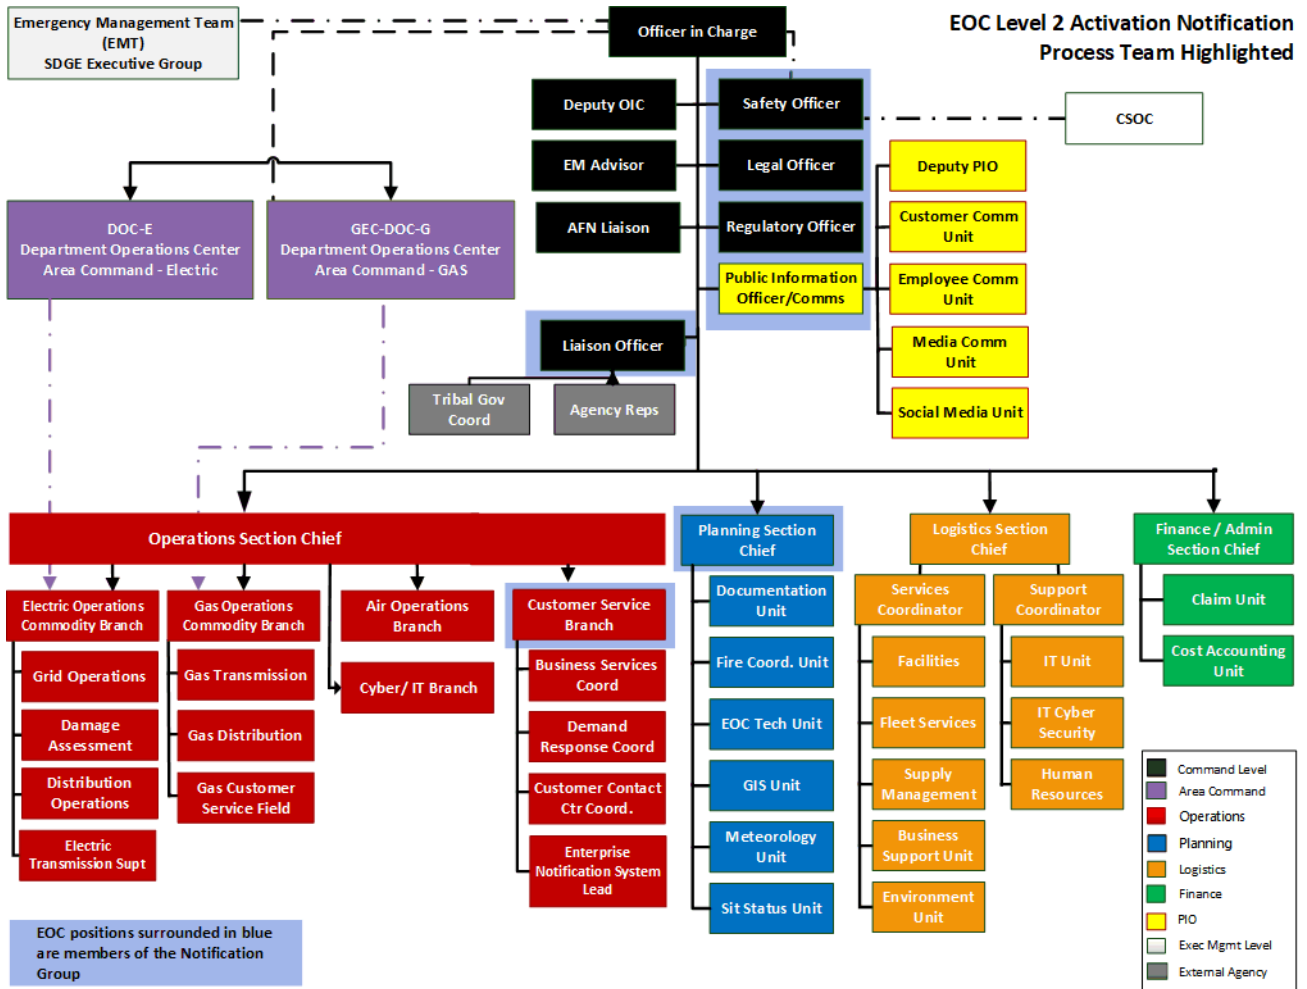 Emergency Management Team
(EMT)
SDGE Executive Group
Officer in Charge
EOC Level 2 Activation Notification
Process Team Highlighted
Deputy OIC
Safety Officer
CSOC
EM Advisor
Legal Officer
Deputy PIO
AFN Liaison
Regulatory Officer
Customer Comm
Unit
DOC-E
Department Operations Center
Area Command - Electric
GEC-DOC-G
Department Operations Center
Area Command - GAS
Public Information
Officer/Comms
Employee Comm
Unit
Liaison Officer
Media Comm
Unit
Tribal Gov
Coord
Agency Reps
Social Media Unit
Operations Section Chief
Planning Section
Chief
Logistics Section
Chief
Finance / Admin
Section Chief
Electric Operations
Commodity Branch
Gas Operations
Commodity Branch
Air Operations
Branch
Customer Service
Branch
Documentation
Unit
Services
Coordinator
Support
Coordinator
Claim Unit
Grid Operations
Gas Transmission
Cyber/ IT Branch
Business Services
Coord
Fire Coord. Unit
Facilities
IT Unit
Cost Accounting
Unit
Damage
Assessment
Gas Distribution
Demand
Response Coord
EOC Tech Unit
Fleet Services
IT Cyber
Security
Distribution
Operations
Gas Customer
Service Field
Customer Contact
Ctr Coord.
GIS Unit
Supply
Management
Human
Resources
Electric
Transmission Supt
Enterprise
Notification System
Lead
Meteorology
Unit
Business
Support Unit
Sit Status Unit
Environment
Unit
Command Level
Area Command
Operations
Planning
Logistics
Finance
PIO
Exec Mgmt Level
External Agency
EOC positions surrounded in blue
are members of the Notification
Group